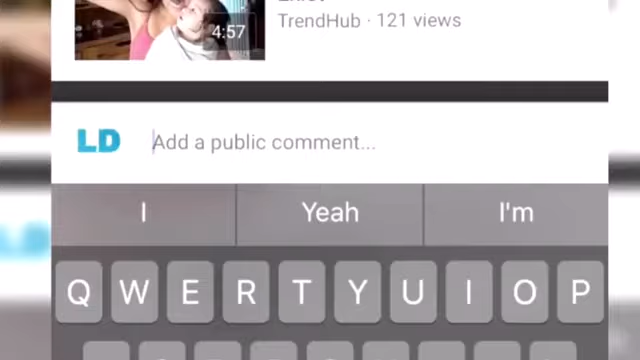 4:57
TrendHub · 121 views
LD
Add a public comment...
I Yeah I'm
Q W E R T Y U I O P